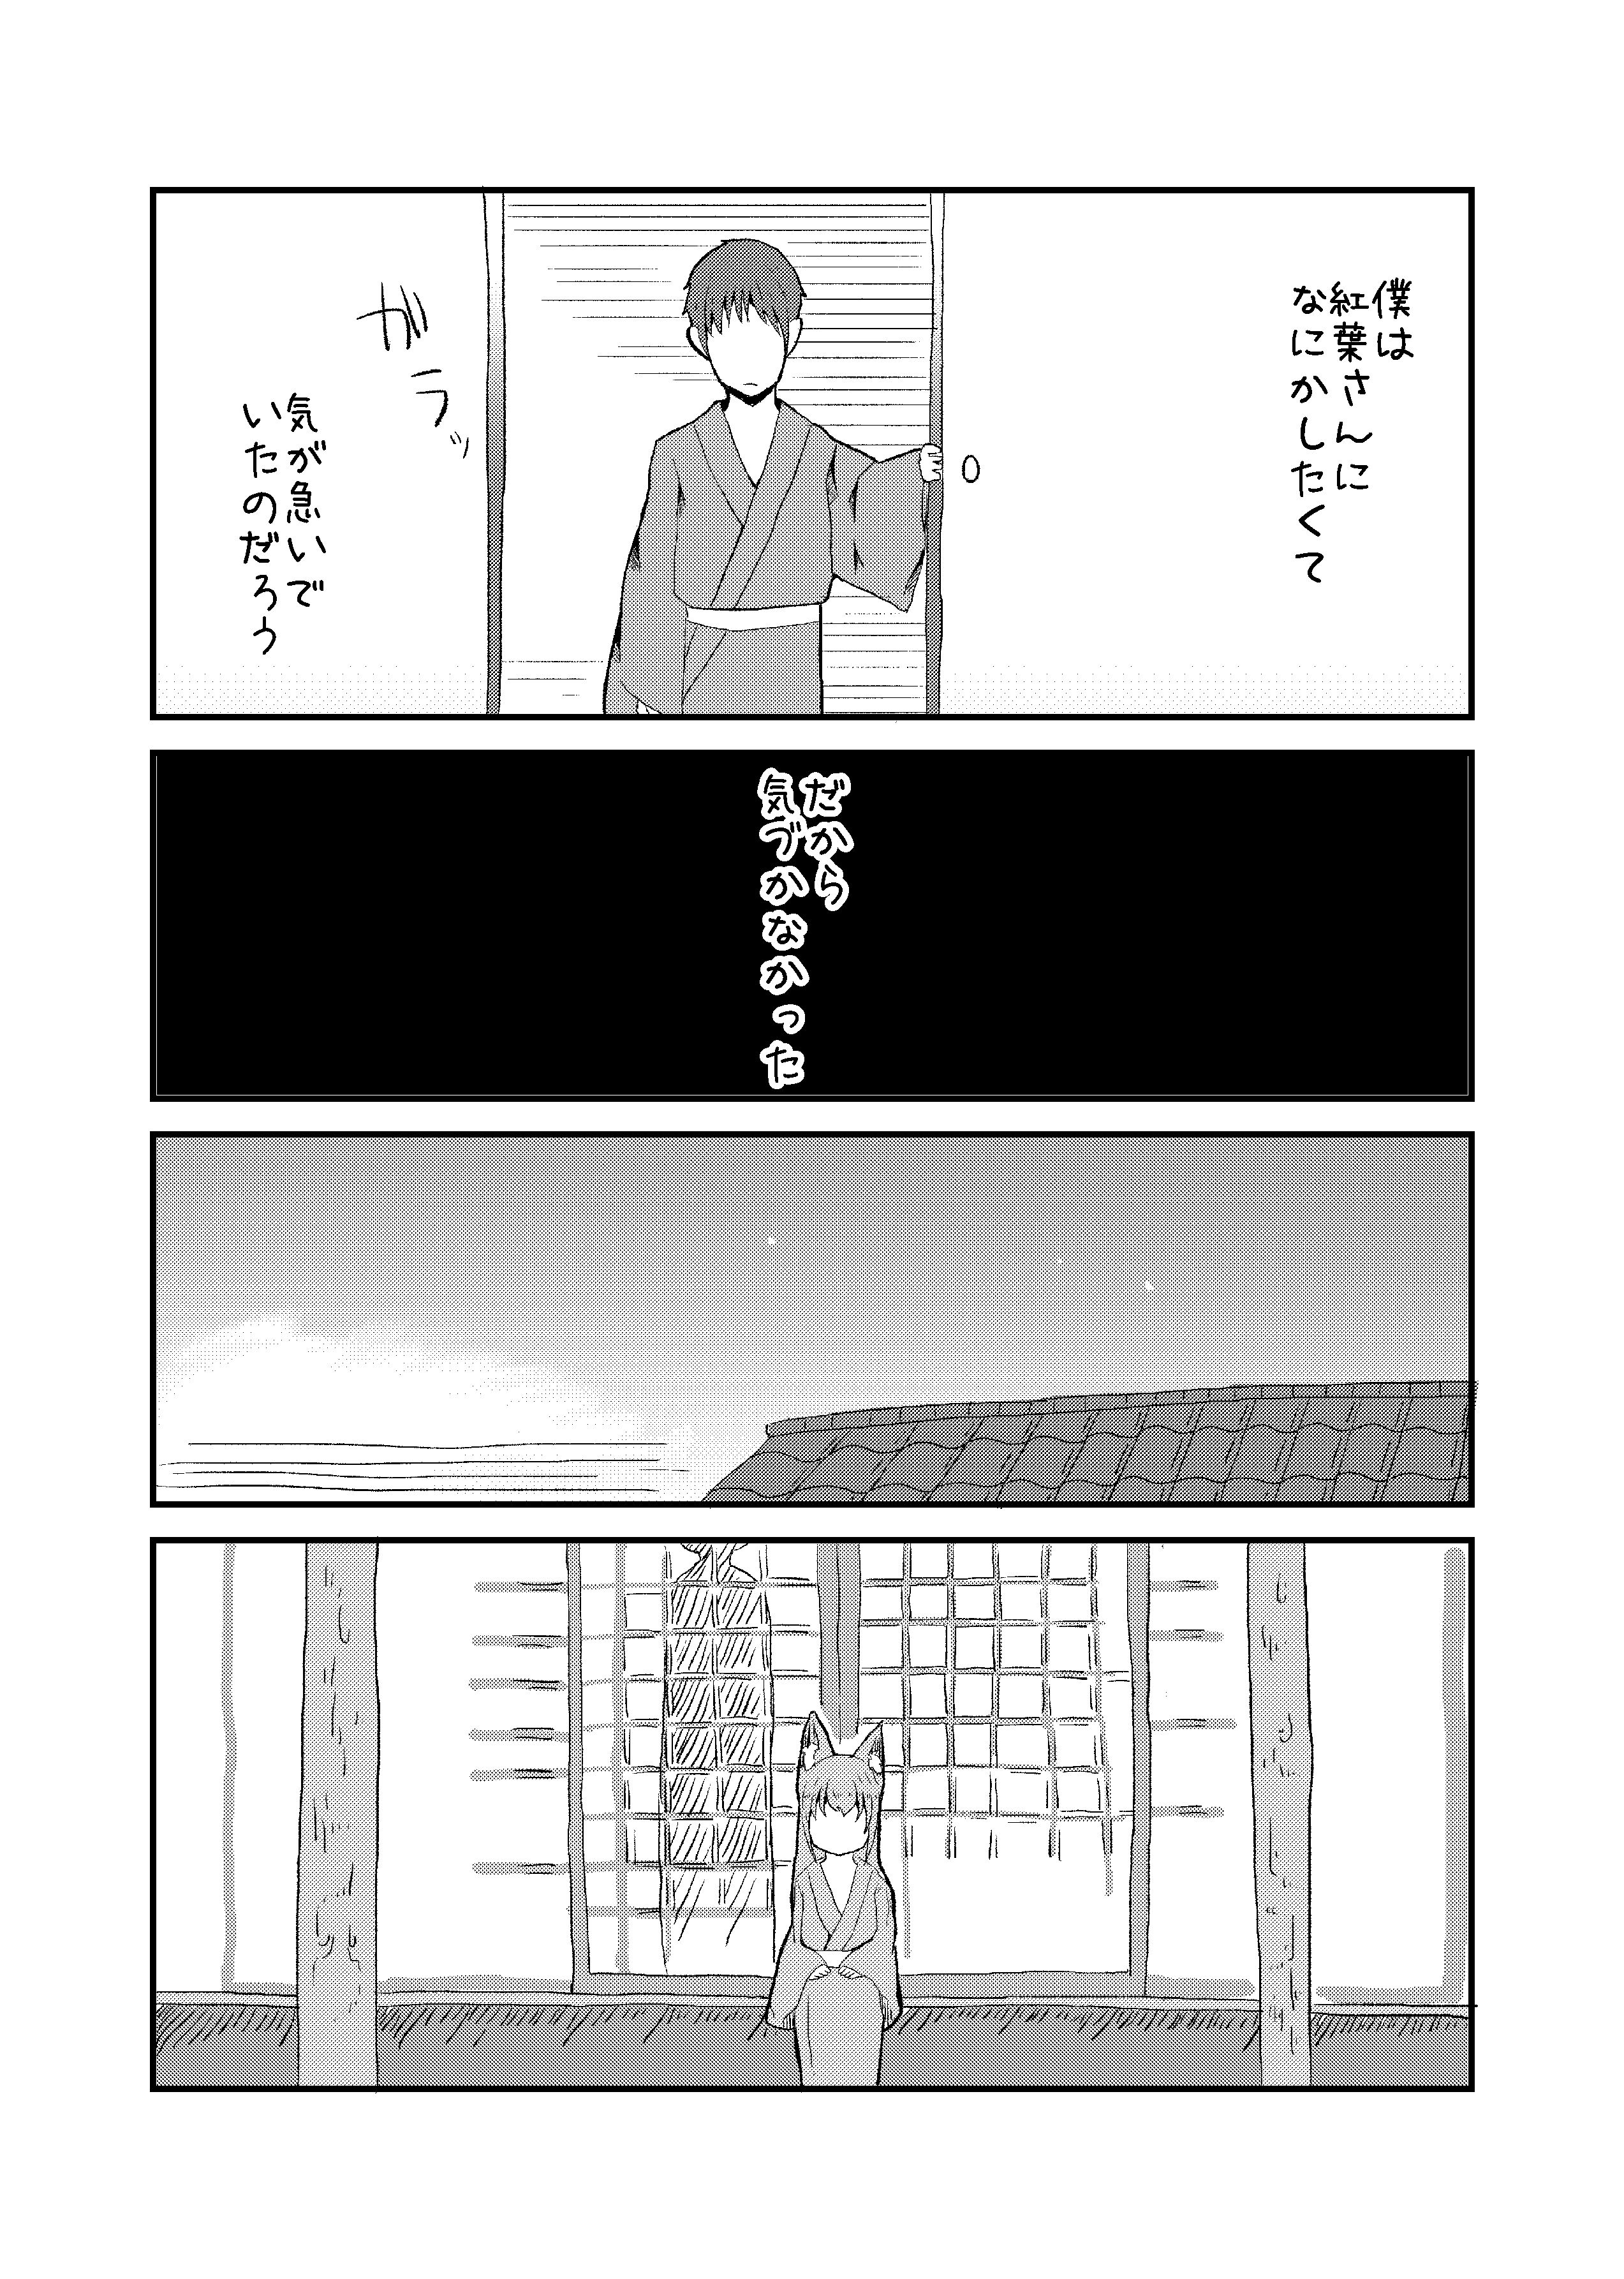 僕は
紅葉さんに
なにかしたくて
ガラッ
気が急いで
いたのだろう
だから
気づかなかった